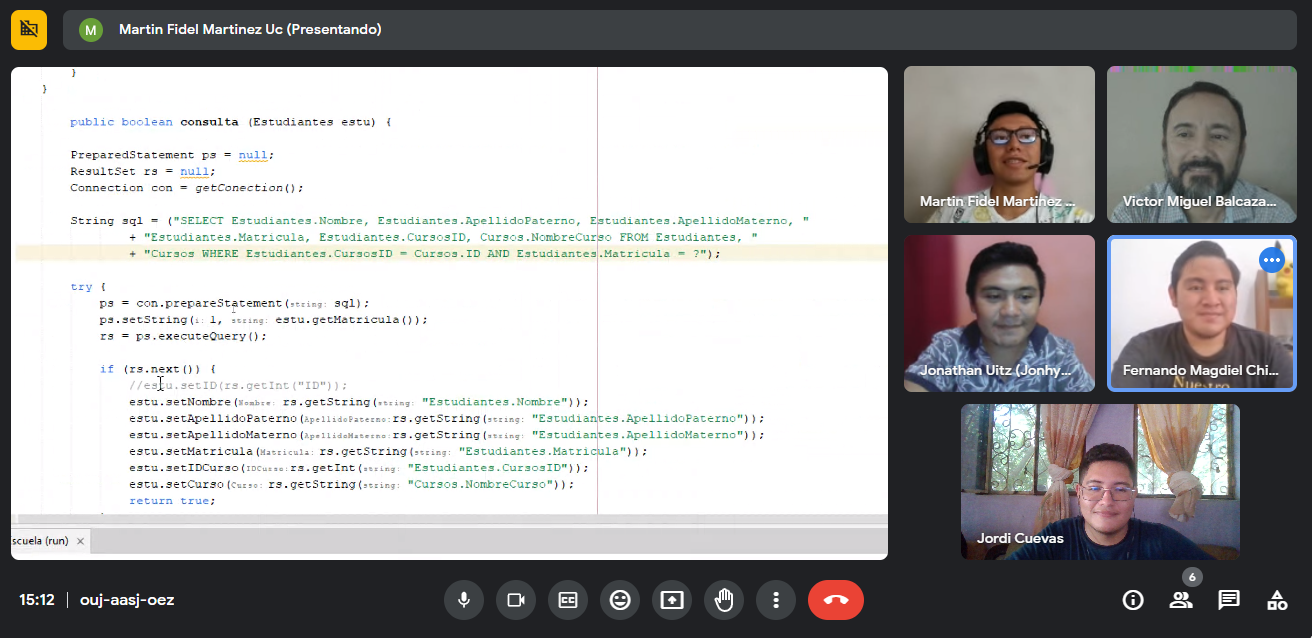 M Martin Fidel Martinez Uc (Presentando)
}
}
public boolean consulta (Estudiantes estu) {
PreparedStatement ps = null;
ResultSet rs = null;
Connection con = getConection();
String sql = ("SELECT Estudiantes.Nombre, Estudiantes.ApellidoPaterno, Estudiantes.ApellidoMaterno, "
+ "Estudiantes.Matricula, Estudiantes.CursosID, Cursos.NombreCurso FROM Estudiantes, "
+ "Cursos WHERE Estudiantes.CursosID = Cursos.ID AND Estudiantes.Matricula = ?");
try {
ps = con.prepareStatement(string: sql);
ps.setString(i: 1, string: estu.getMatricula());
rs = ps.executeQuery();
if (rs.next()) {
//estu.setID(rs.getInt("ID"));
estu.setNombre(Nombre: rs.getString(string: "Estudiantes.Nombre"));
estu.setApellidoPaterno(ApellidoPaterno:rs.getString(string: "Estudiantes.ApellidoPaterno"));
estu.setApellidoMaterno(ApellidoMaterno:rs.getString(string: "Estudiantes.ApellidoMaterno"));
estu.setMatricula(Matricula: rs.getString(string: "Estudiantes.Matricula"));
estu.setIDCurso(IDCurso:rs.getInt(string: "Estudiantes.CursosID"));
estu.setCurso(Curso: rs.getString(string: "Cursos.NombreCurso"));
return true;
scuela (run) ×
Martin Fidel Martinez ...
Victor Miguel Balcaza...
Jonathan Uitz (Jonhy...
Fernando Magdiel Chi...
Nuestro
Jordi Cuevas
15:12 | ouj-aasj-oez
CC
6